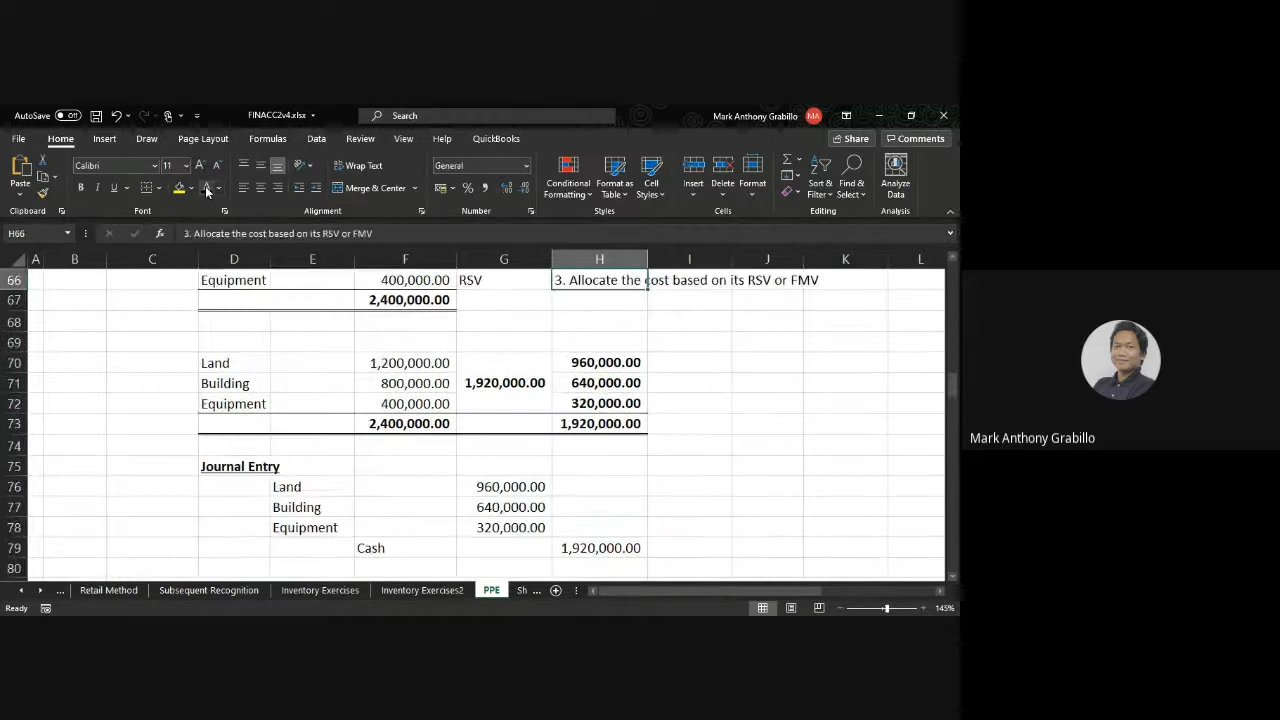 AutoSave Off FINACC2v4.xlsx Search Mark Anthony Grabillo MA
File Home Insert Draw Page Layout Formulas Data Review View Help QuickBooks Share Comments
Calibri 11 Wrap Text General
Paste B I U Merge & Center Conditional Formatting Format as Table Cell Styles Insert Delete Format Sort & Filter Find & Select Analyze Data
Clipboard Font Alignment Number Styles Cells Editing Analysis
H66 fx 3. Allocate the cost based on its RSV or FMV
A B C D E F G H I J K L
66 Equipment 400,000.00 RSV 3. Allocate the cost based on its RSV or FMV
67 2,400,000.00
68
69
70 Land 1,200,000.00 960,000.00
71 Building 800,000.00 1,920,000.00 640,000.00
72 Equipment 400,000.00 320,000.00
73 2,400,000.00 1,920,000.00
74
75 Journal Entry
76 Land 960,000.00
77 Building 640,000.00
78 Equipment 320,000.00
79 Cash 1,920,000.00
80
... Retail Method Subsequent Recognition Inventory Exercises Inventory Exercises2 PPE Sh ...
Ready 145%
Mark Anthony Grabillo